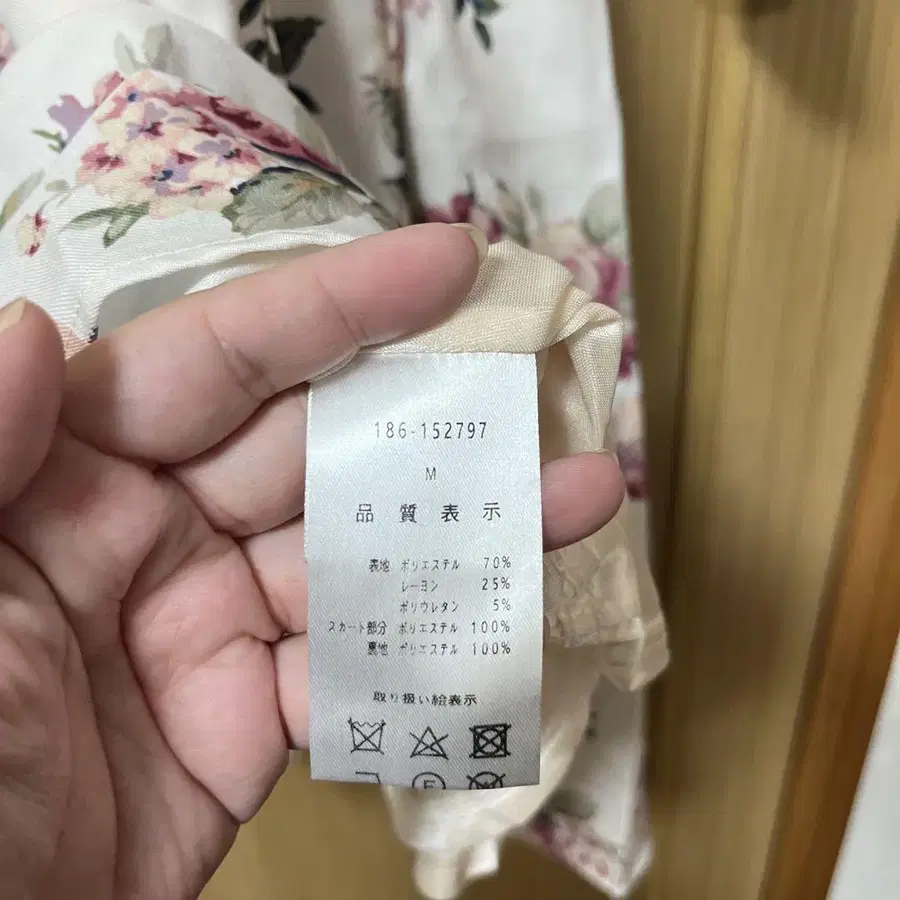 186-152797
M
品質表示
表地 ポリエステル 70%
レーヨン 25%
ポリウレタン 5%
スカート部分 ポリエステル 100%
裏地 ポリエステル 100%
取り扱い絵表示